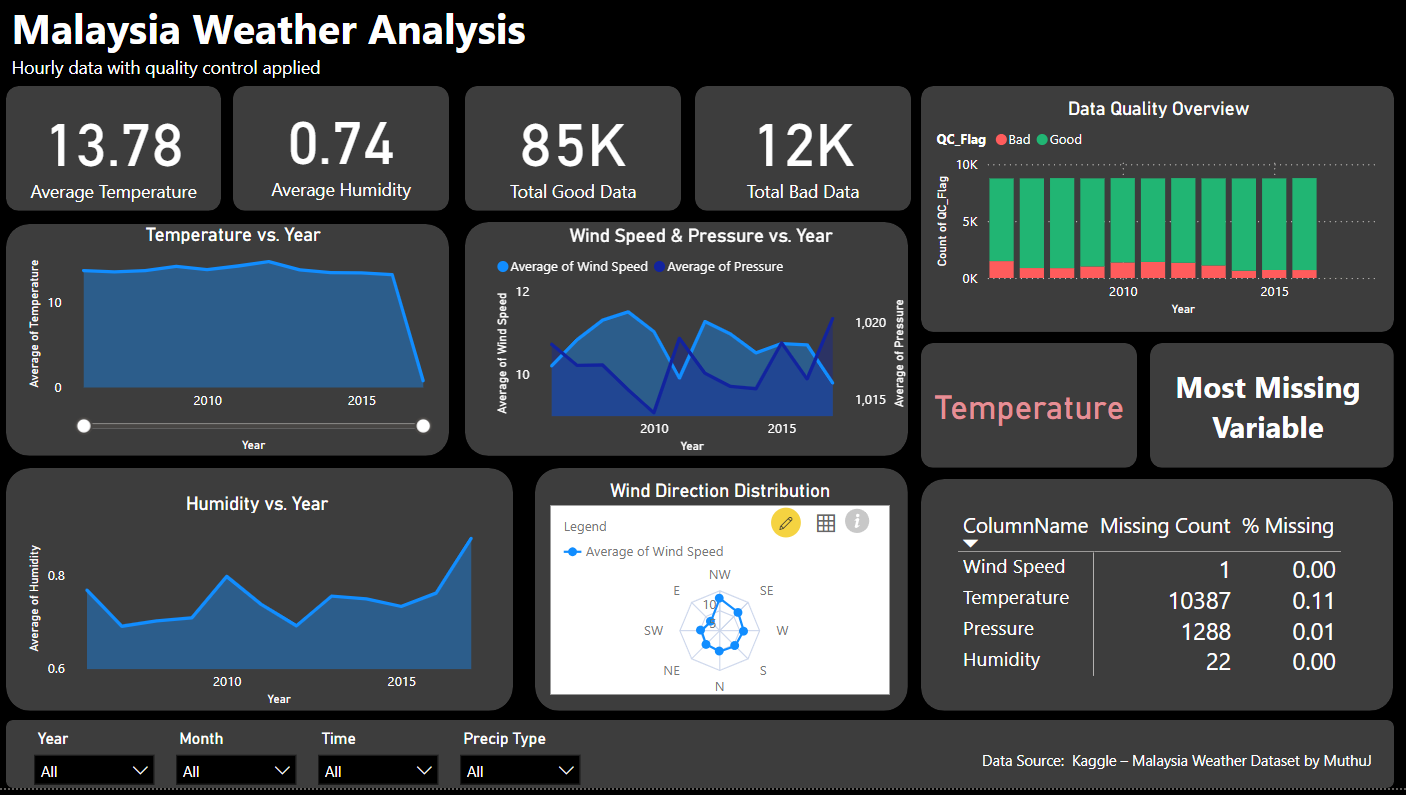 Malaysia Weather Analysis
Hourly data with quality control applied
13.78
Average Temperature
0.74
Average Humidity
85K
Total Good Data
12K
Total Bad Data
Data Quality Overview
QC_Flag Bad Good
10K
5K
0K
Count of QC_Flag
2010 2015
Year
Temperature vs. Year
Average of Temperature
10
0
2010 2015
Year
Wind Speed & Pressure vs. Year
Average of Wind Speed Average of Pressure
12
10
Average of Wind Speed
1,020
1,015
Average of Pressure
2010 2015
Year
Temperature
Most Missing
Variable
Humidity vs. Year
Average of Humidity
0.8
0.6
2010 2015
Year
Wind Direction Distribution
Legend
Average of Wind Speed
NW
E SE
10
5
SW W
NE S
N
ColumnName Missing Count % Missing
Wind Speed 1 0.00
Temperature 10387 0.11
Pressure 1288 0.01
Humidity 22 0.00
Year Month Time Precip Type
All All All All
Data Source: Kaggle – Malaysia Weather Dataset by MuthuJ